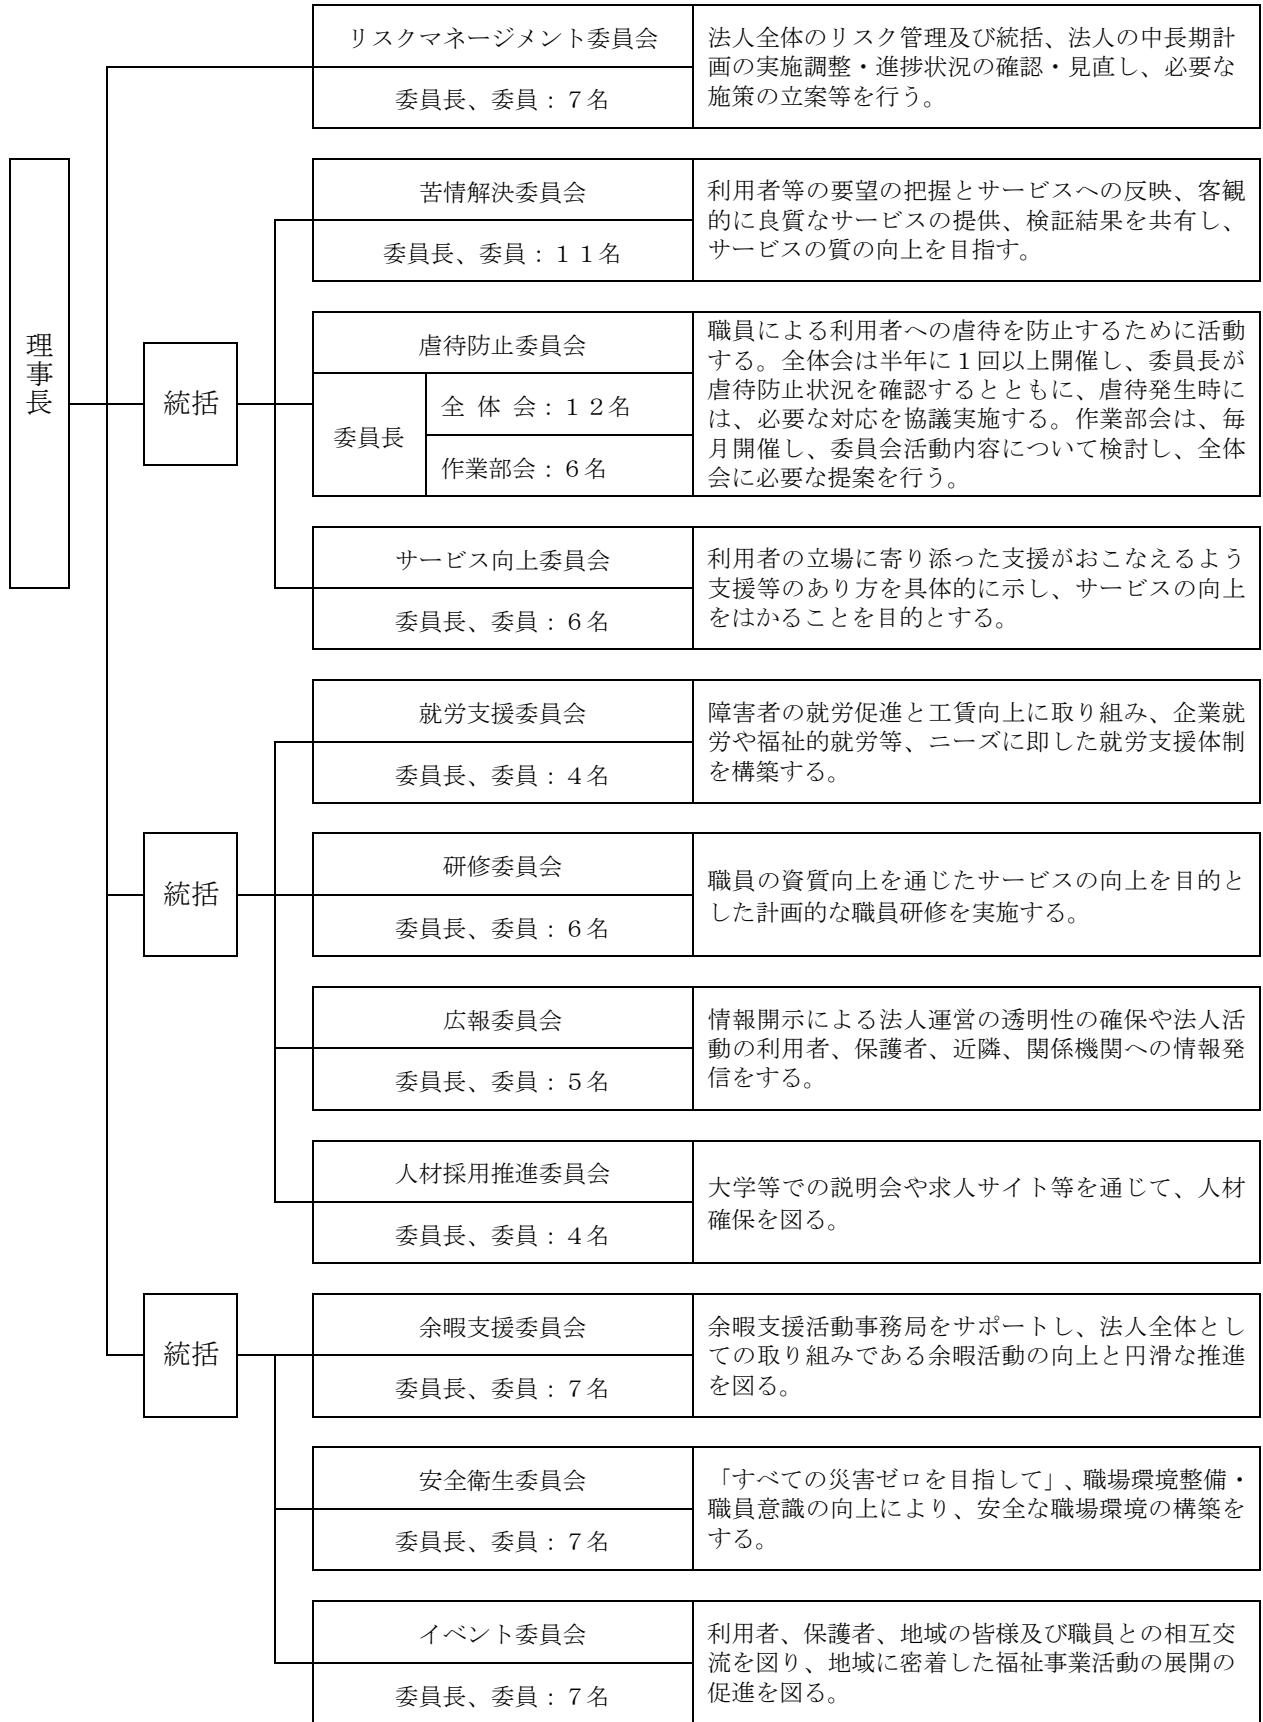 理事長
リスクマネージメント委員会
委員長、委員：７名
法人全体のリスク管理及び統括、法人の中長期計
画の実施調整・進捗状況の確認・見直し、必要な
施策の立案等を行う。
統括
苦情解決委員会
委員長、委員：１１名
利用者等の要望の把握とサービスへの反映、客観
的に良質なサービスの提供、検証結果を共有し、
サービスの質の向上を目指す。
虐待防止委員会
委員長
全 体 会：１２名
作業部会：６名
職員による利用者への虐待を防止するために活動
する。全体会は半年に１回以上開催し、委員長が
虐待防止状況を確認するとともに、虐待発生時に
は、必要な対応を協議実施する。作業部会は、毎
月開催し、委員会活動内容について検討し、全体
会に必要な提案を行う。
サービス向上委員会
委員長、委員：６名
利用者の立場に寄り添った支援がおこなえるよう
支援等のあり方を具体的に示し、サービスの向上
をはかることを目的とする。
統括
就労支援委員会
委員長、委員：４名
障害者の就労促進と工賃向上に取り組み、企業就
労や福祉的就労等、ニーズに即した就労支援体制
を構築する。
研修委員会
委員長、委員：６名
職員の資質向上を通じたサービスの向上を目的と
した計画的な職員研修を実施する。
広報委員会
委員長、委員：５名
情報開示による法人運営の透明性の確保や法人活
動の利用者、保護者、近隣、関係機関への情報発
信をする。
人材採用推進委員会
委員長、委員：４名
大学等での説明会や求人サイト等を通じて、人材
確保を図る。
統括
余暇支援委員会
委員長、委員：７名
余暇支援活動事務局をサポートし、法人全体とし
ての取り組みである余暇活動の向上と円滑な推進
を図る。
安全衛生委員会
委員長、委員：７名
「すべての災害ゼロを目指して」、職場環境整備・
職員意識の向上により、安全な職場環境の構築を
する。
イベント委員会
委員長、委員：７名
利用者、保護者、地域の皆様及び職員との相互交
流を図り、地域に密着した福祉事業活動の展開の
促進を図る。